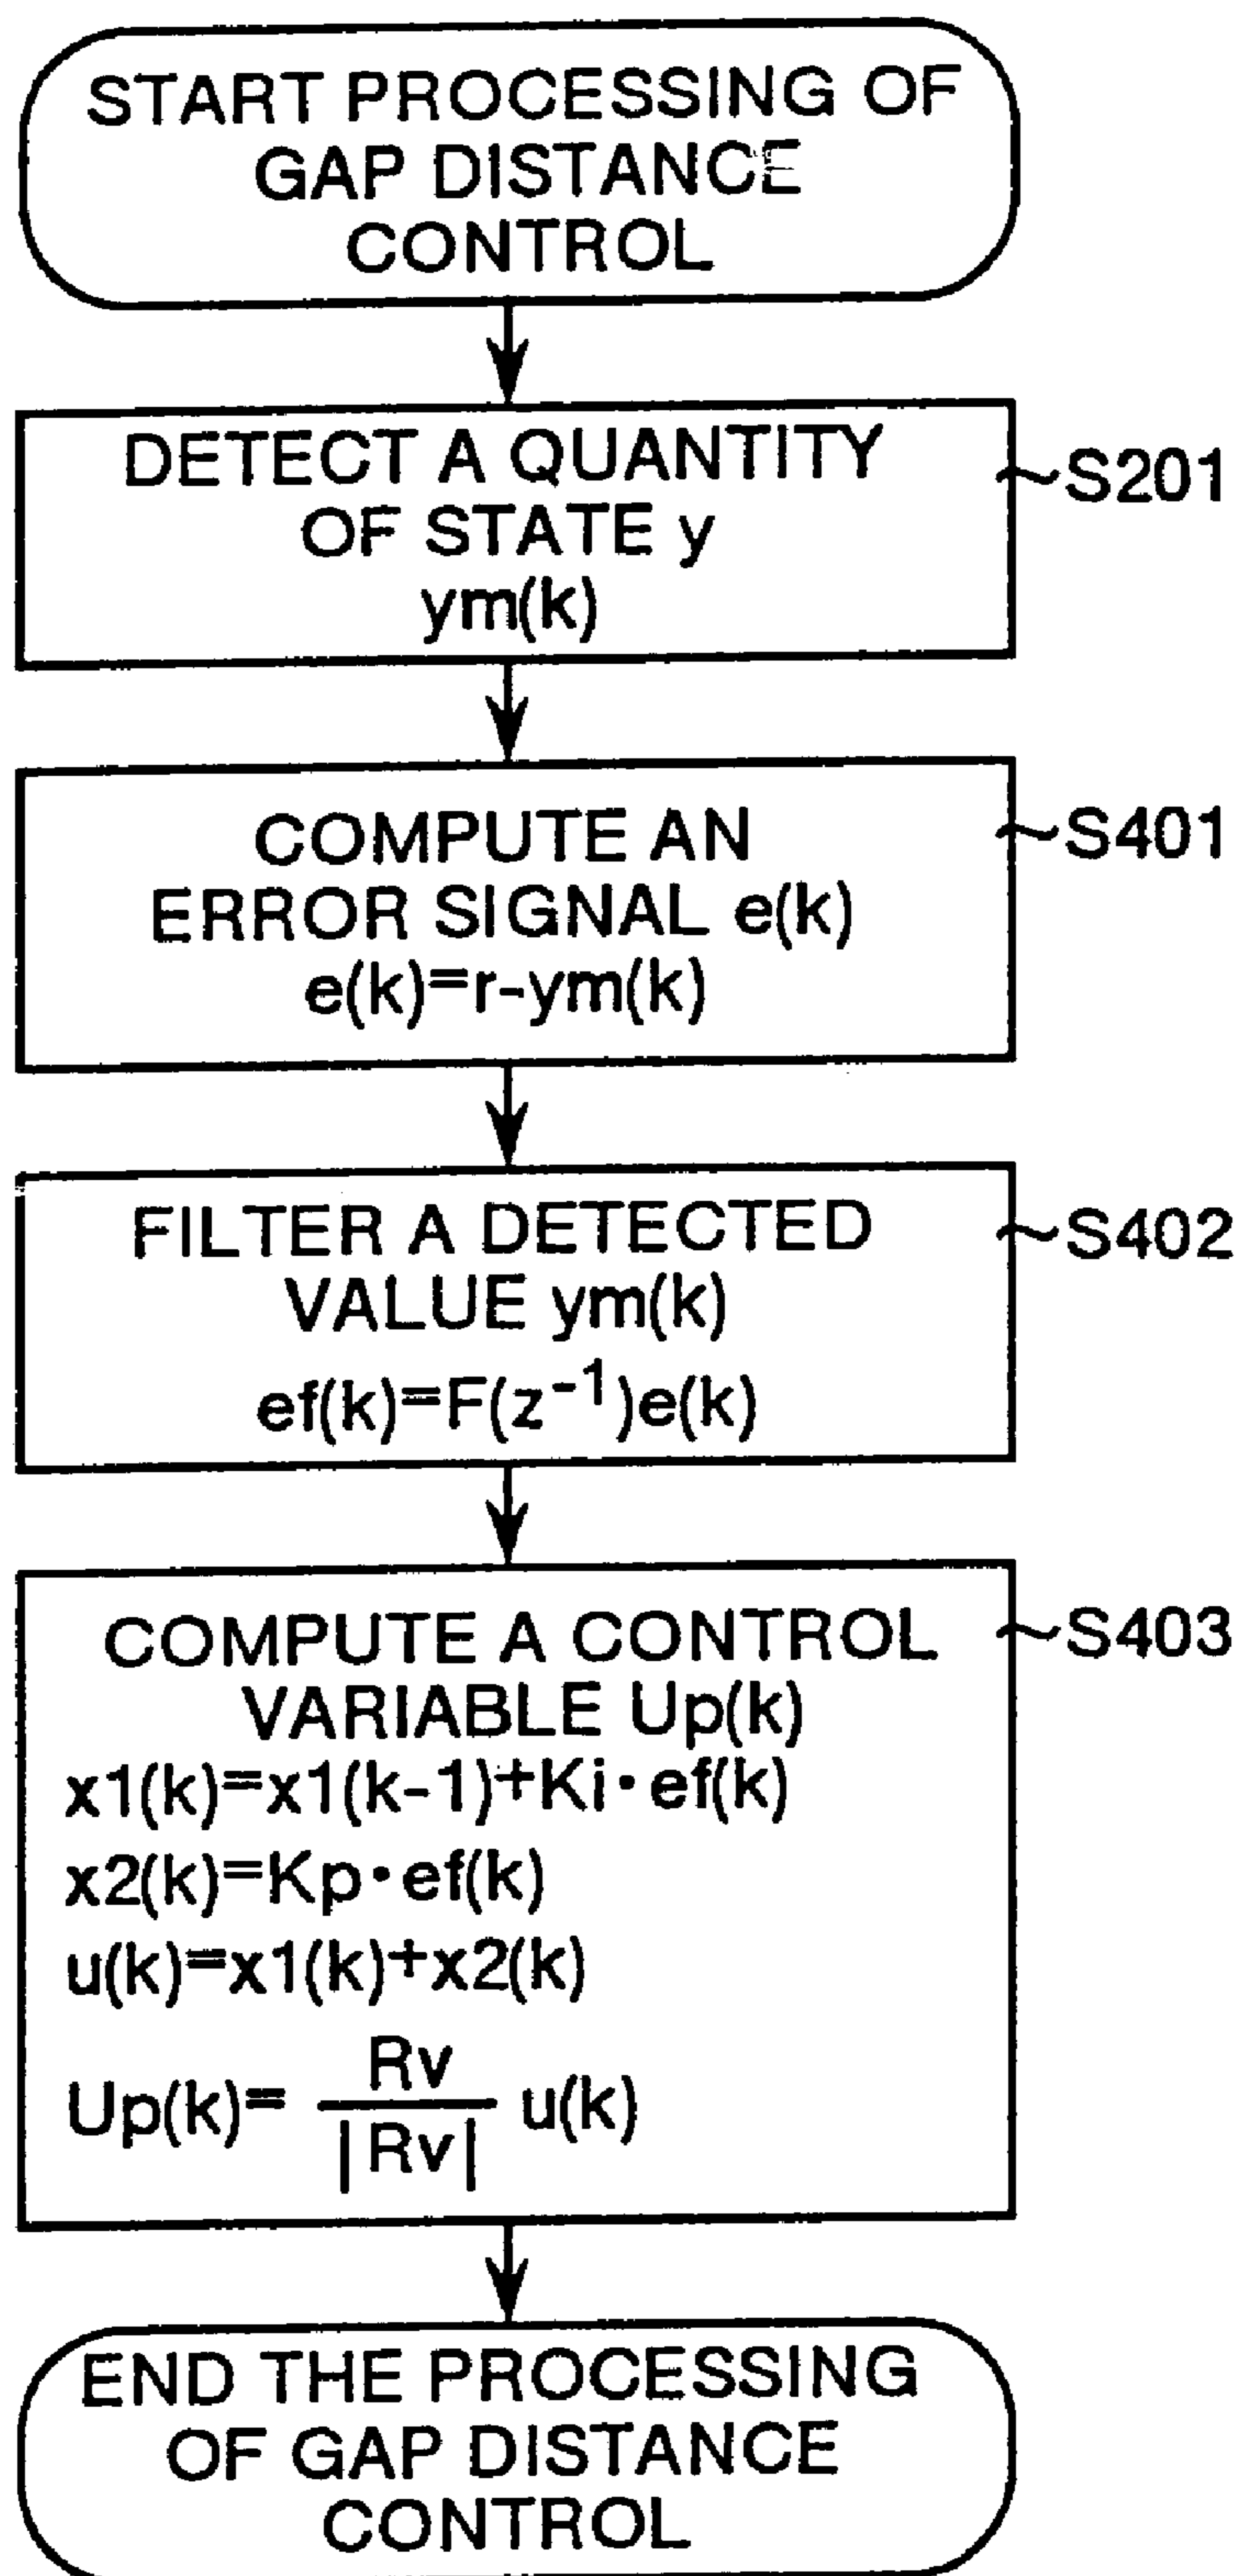 START PROCESSING OF
GAP DISTANCE
CONTROL
DETECT A QUANTITY
OF STATE y
ym(k)
~S201
COMPUTE AN
ERROR SIGNAL e(k)
e(k)=r-ym(k)
~S401
FILTER A DETECTED
VALUE ym(k)
ef(k)=F(z⁻¹)e(k)
~S402
COMPUTE A CONTROL
VARIABLE Up(k)
x1(k)=x1(k-1)+Ki·ef(k)
x2(k)=Kp·ef(k)
u(k)=x1(k)+x2(k)
Up(k)= Rv/|Rv| u(k)
~S403
END THE PROCESSING
OF GAP DISTANCE
CONTROL